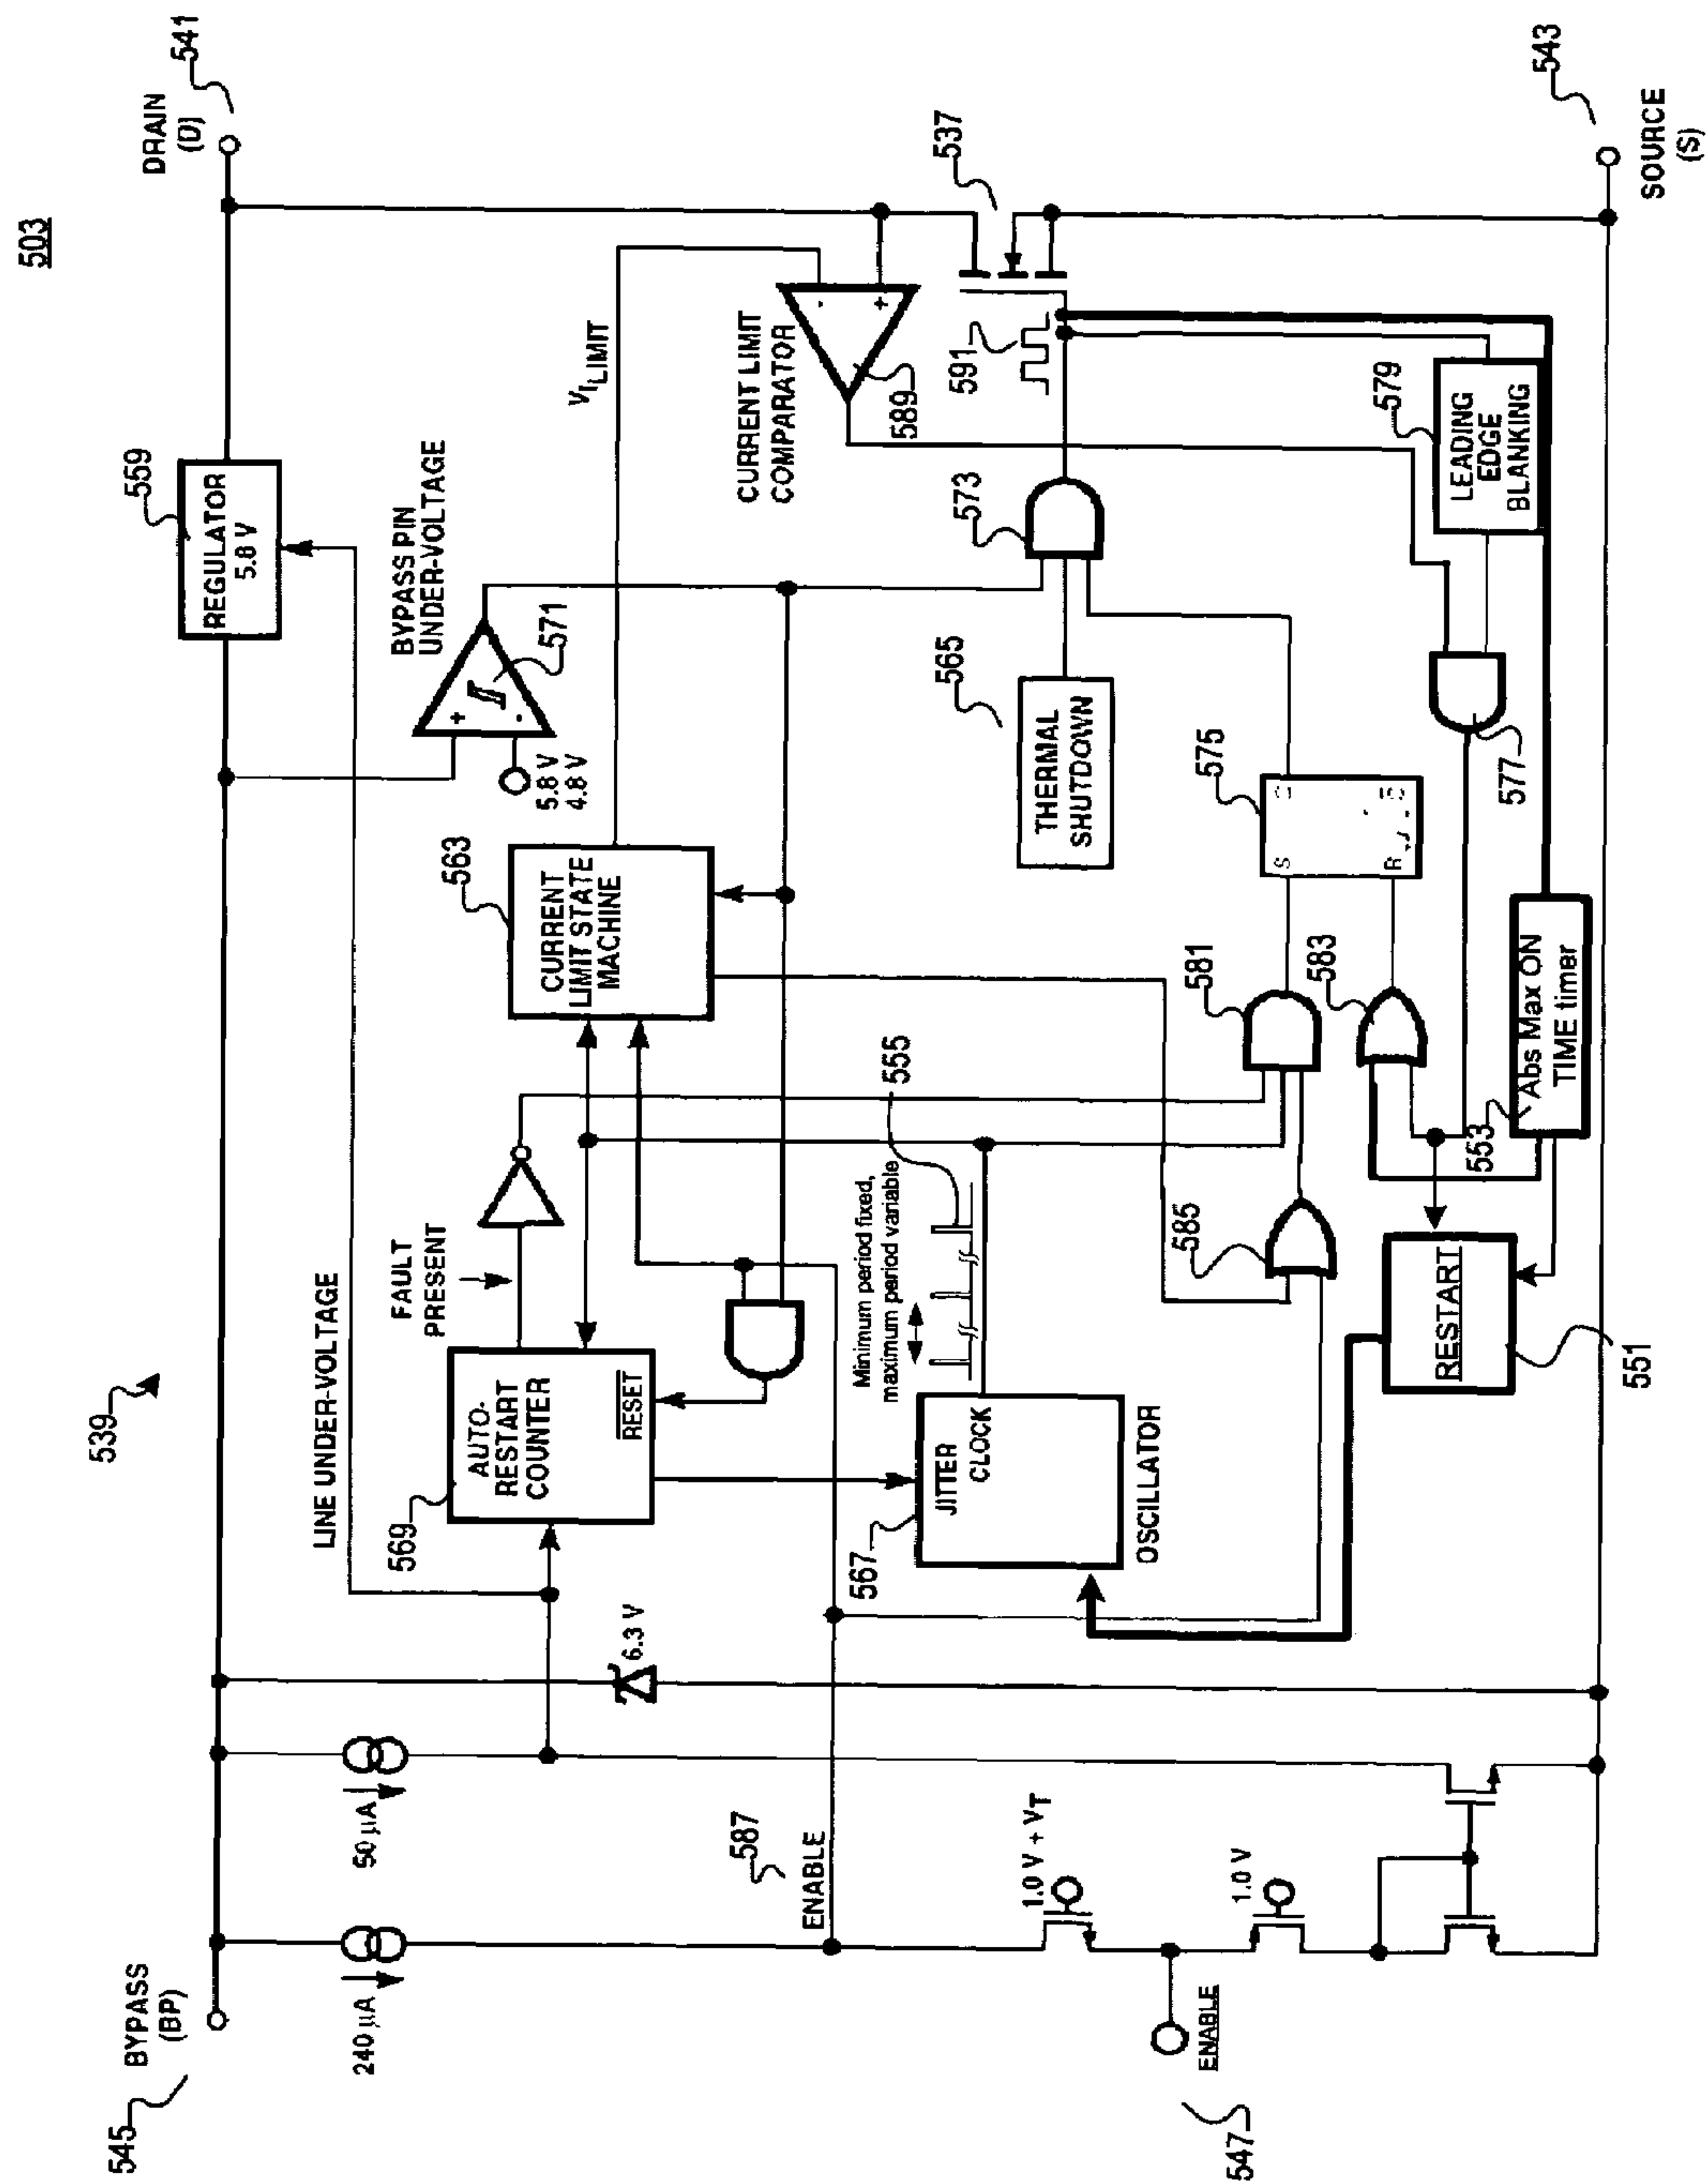 503
539
545
BYPASS
(BP)
240 µA
50 µA
LINE UNDER-VOLTAGE
6.3 V
559
REGULATOR
5.8 V
DRAIN
(D)
541
FAULT
PRESENT
569
AUTO-
RESTART
COUNTER
RESET
563
CURRENT
LIMIT STATE
MACHINE
BYPASS PIN
UNDER-VOLTAGE
571
+
-
5.8 V
4.8 V
VILIMIT
CURRENT LIMIT
COMPARATOR
-
+
589
537
591
587
ENABLE
567
JITTER
CLOCK
OSCILLATOR
Minimum period fixed,
maximum period variable
555
565
THERMAL
SHUTDOWN
573
1.0 V + VT
1.0 V
ENABLE
547
585
581
583
575
S
R
577
579
LEADING
EDGE
BLANKING
RESTART
551
553
Abs Max ON
TIME timer
543
SOURCE
(S)